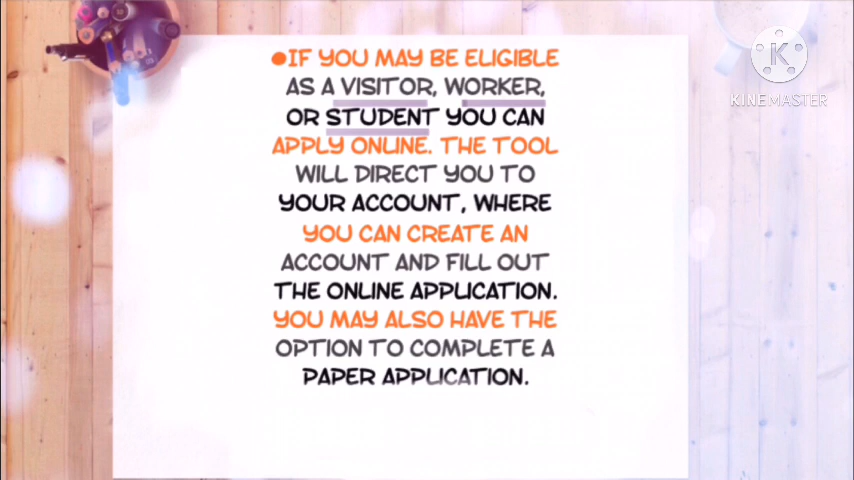 ●IF YOU MAY BE ELIGIBLE
AS A VISITOR, WORKER,
OR STUDENT YOU CAN
APPLY ONLINE. THE TOOL
WILL DIRECT YOU TO
YOUR ACCOUNT, WHERE
YOU CAN CREATE AN
ACCOUNT AND FILL OUT
THE ONLINE APPLICATION.
YOU MAY ALSO HAVE THE
OPTION TO COMPLETE A
PAPER APPLICATION.
K
KINEMASTER